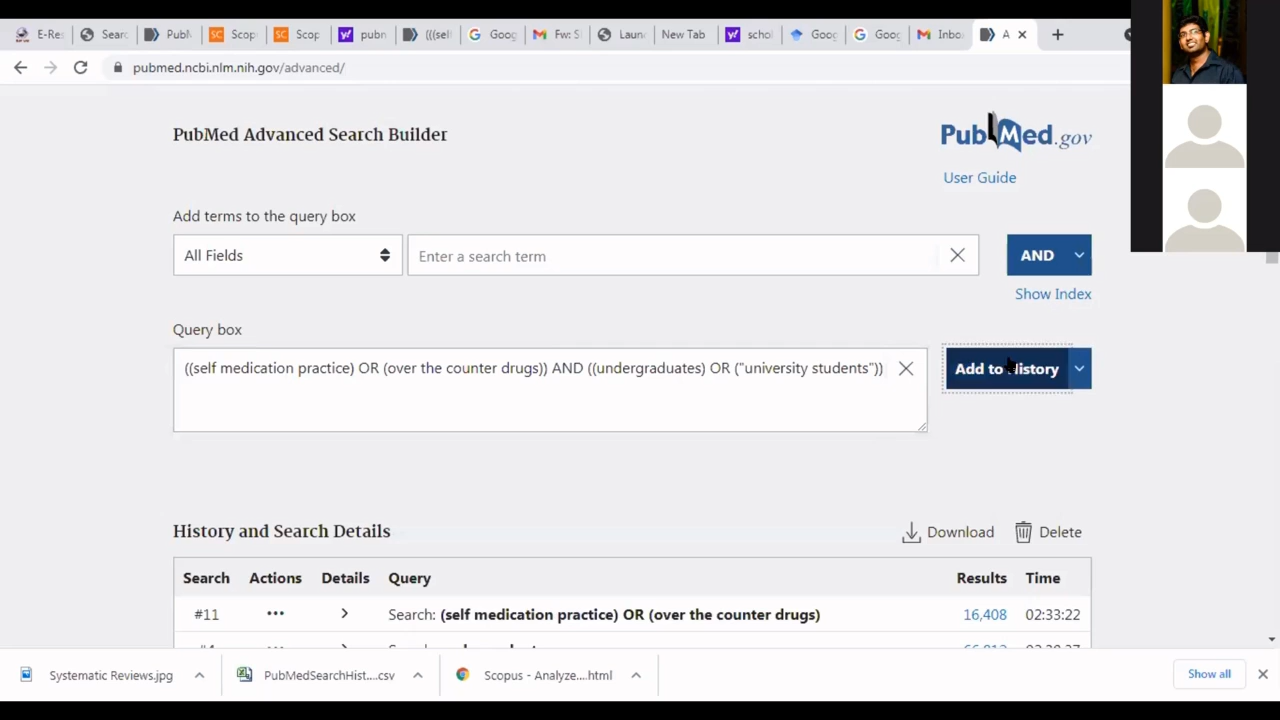 E-Res Searc PubM Scop Scop pubn (((sel Goog Fw: S Laun New Tab schol Goog Goog Inbo A
pubmed.ncbi.nlm.nih.gov/advanced/
PubMed Advanced Search Builder
PubMed.gov
User Guide
Add terms to the query box
All Fields Enter a search term AND
Show Index
Query box
((self medication practice) OR (over the counter drugs)) AND ((undergraduates) OR ("university students")) Add to History
History and Search Details Download Delete
Search Actions Details Query Results Time
#11 ••• Search: (self medication practice) OR (over the counter drugs) 16,408 02:33:22
Systematic Reviews.jpg PubMedSearchHist....csv Scopus - Analyze....html Show all